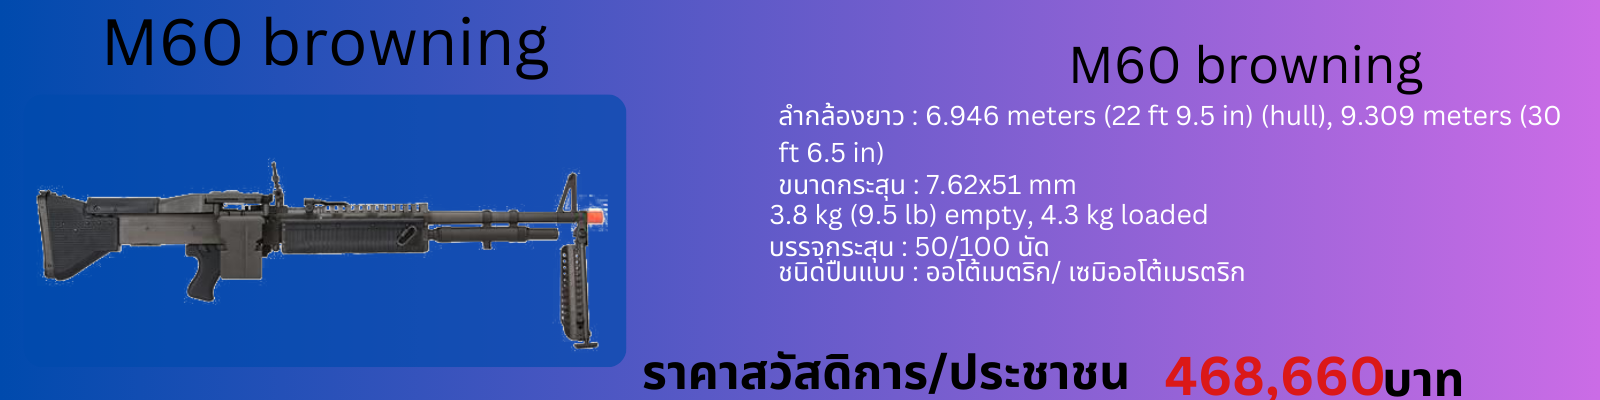 M60 browning
M60 browning
ลำกล้องยาว : 6.946 meters (22 ft 9.5 in) (hull), 9.309 meters (30
ft 6.5 in)
ขนาดกระสุน : 7.62x51 mm
3.8 kg (9.5 lb) empty, 4.3 kg loaded
บรรจุกระสุน : 50/100 นัด
ชนิดปืนแบบ : ออโต้เมตริก/ เซมิออโต้เมรตริก
ราคาสวัสดิการ/ประชาชน 468,660บาท